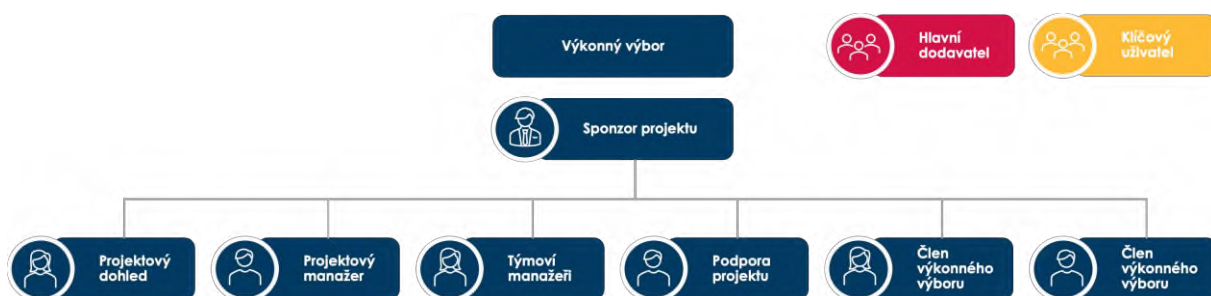 Výkonný výbor
Hlavní
dodavatel
Klíčový
uživatel
Sponzor projektu
Projektový
dohled
Projektový
manažer
Týmoví
manažeři
Podpora
projektu
Člen
výkonného
výboru
Člen
výkonného
výboru